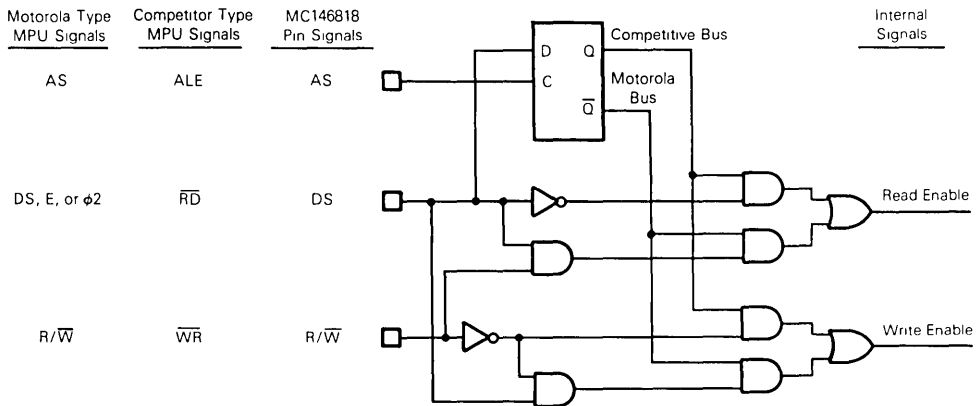 Motorola Type
MPU Signals
Competitor Type
MPU Signals
MC146818
Pin Signals
Internal
Signals
AS ALE AS
D Q
C
Q̅
Competitive Bus
Motorola
Bus
DS, E, or ϕ2 R̅D̅ DS
Read Enable
R/W̅ W̅R̅ R/W̅
Write Enable